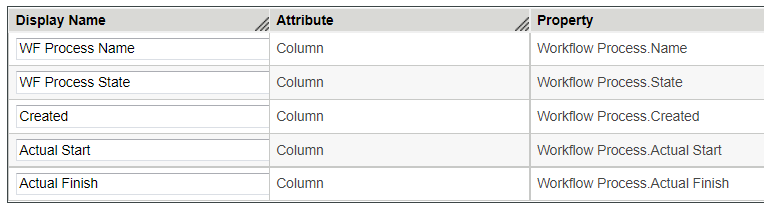 Display Name Attribute Property
WF Process Name Column Workflow Process.Name
WF Process State Column Workflow Process.State
Created Column Workflow Process.Created
Actual Start Column Workflow Process.Actual Start
Actual Finish Column Workflow Process.Actual Finish